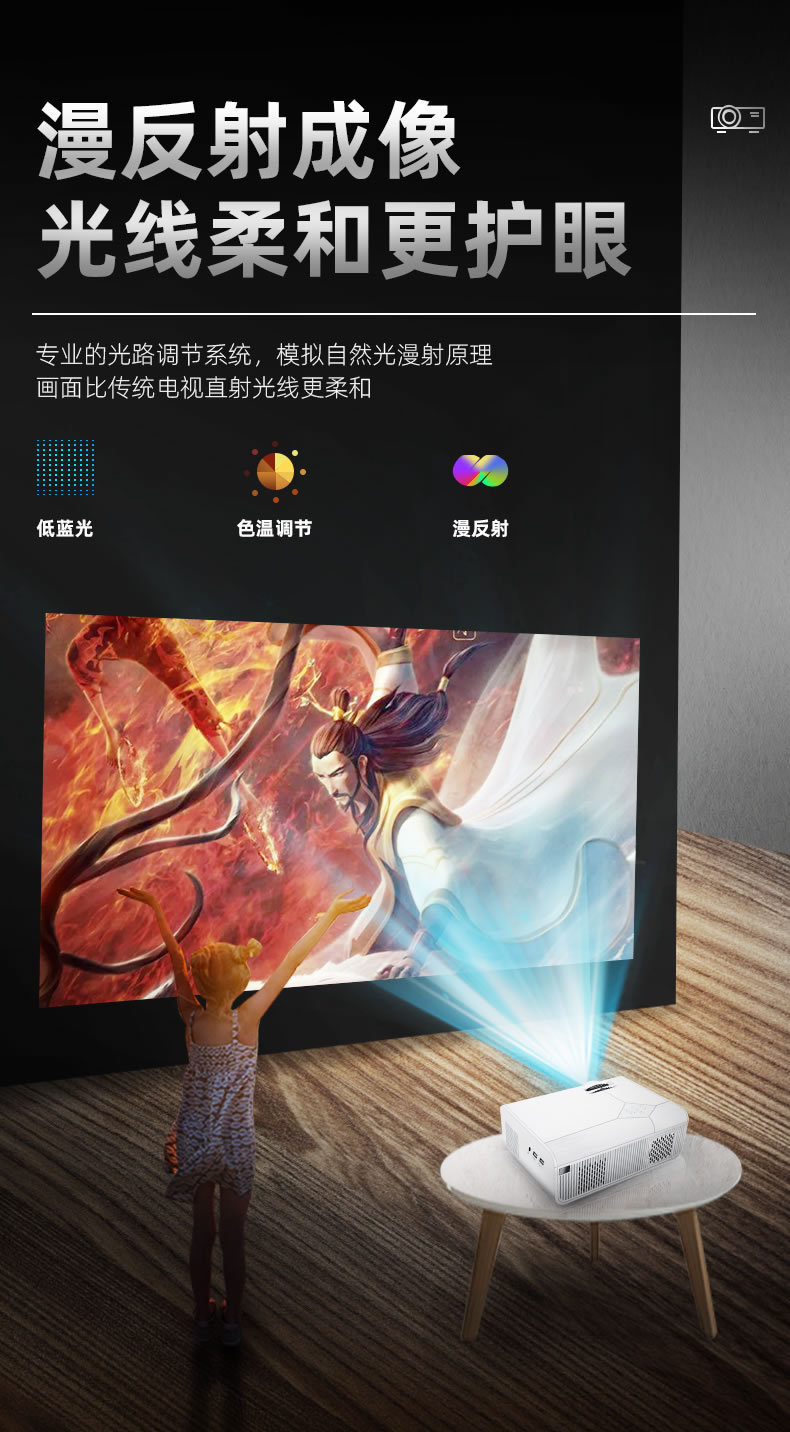 漫反射成像
光线柔和更护眼
专业的光路调节系统，模拟自然光漫射原理
画面比传统电视直射光线更柔和
低蓝光
色温调节
漫反射